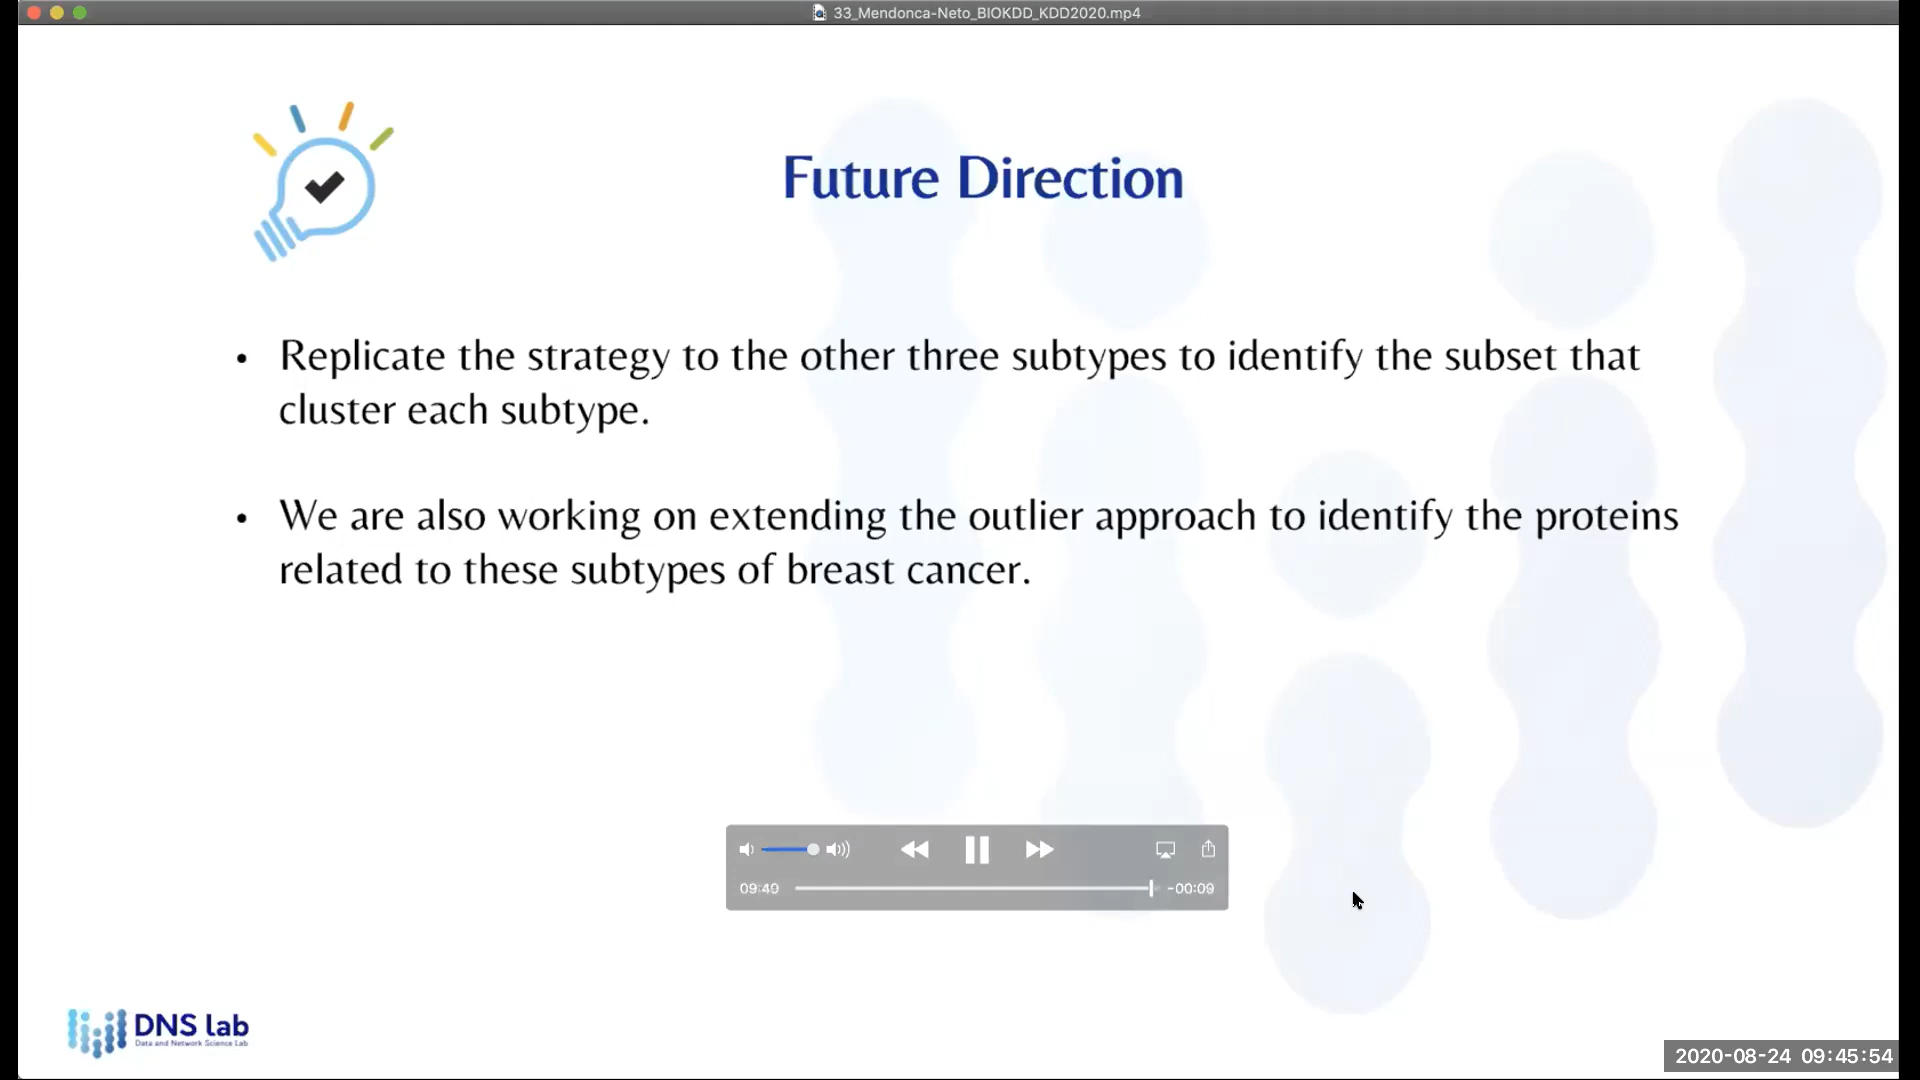 33_Mendonca-Neto_BIOKDD_KDD2020.mp4
Future Direction
• Replicate the strategy to the other three subtypes to identify the subset that
cluster each subtype.
• We are also working on extending the outlier approach to identify the proteins
related to these subtypes of breast cancer.
09:40
-00:09
DNS lab
Data and Network Science Lab
2020-08-24 09:45:54